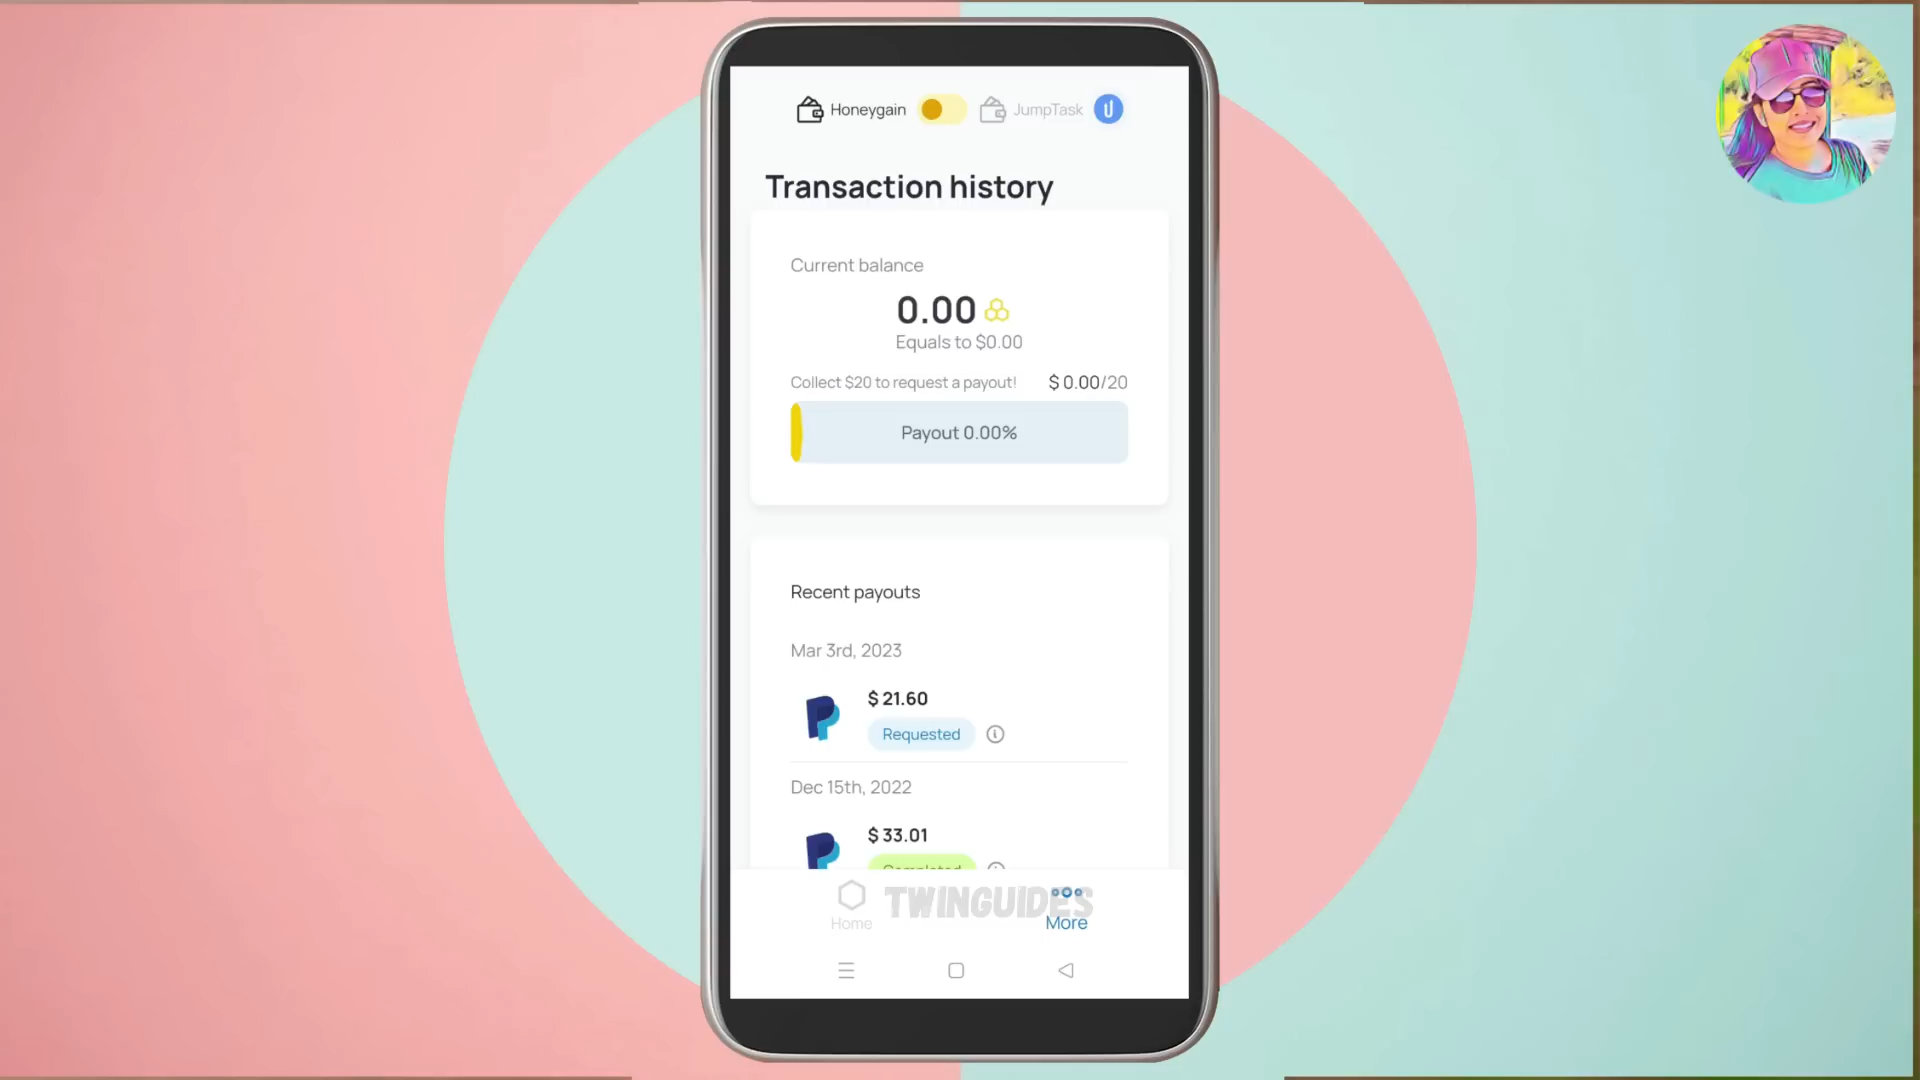 Honeygain JumpTask
Transaction history
Current balance
0.00
Equals to $0.00
Collect $20 to request a payout! $ 0.00/20
Payout 0.00%
Recent payouts
Mar 3rd, 2023
$ 21.60
Requested
Dec 15th, 2022
$ 33.01
Completed
TWINGUIDES
Home More